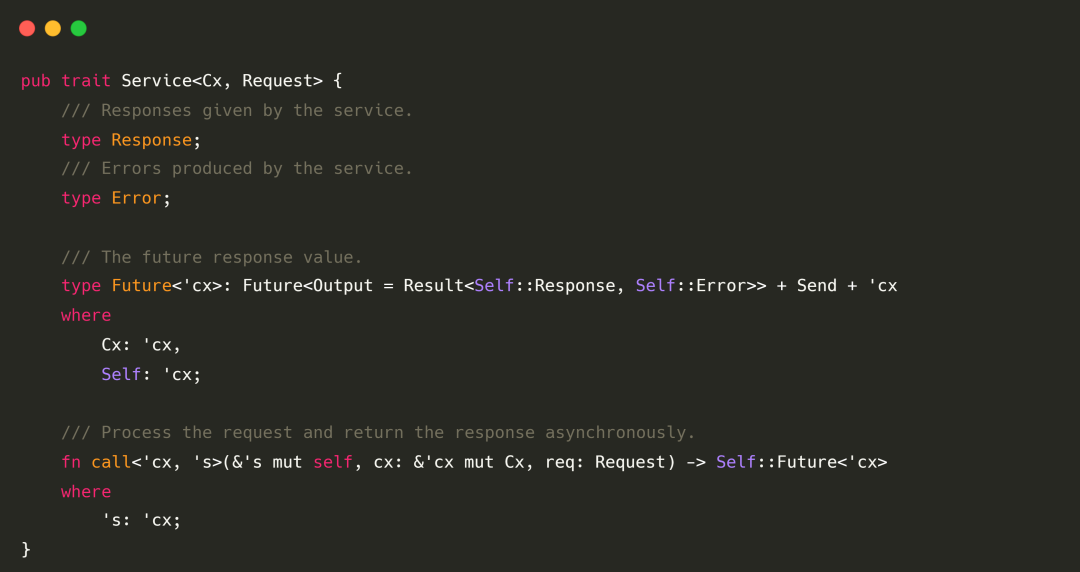 pub trait Service<Cx, Request> {
    /// Responses given by the service.
    type Response;
    /// Errors produced by the service.
    type Error;

    /// The future response value.
    type Future<'cx>: Future<Output = Result<Self::Response, Self::Error>> + Send + 'cx
    where
        Cx: 'cx,
        Self: 'cx;

    /// Process the request and return the response asynchronously.
    fn call<'cx, 's>(&'s mut self, cx: &'cx mut Cx, req: Request) -> Self::Future<'cx>
    where
        's: 'cx;
}